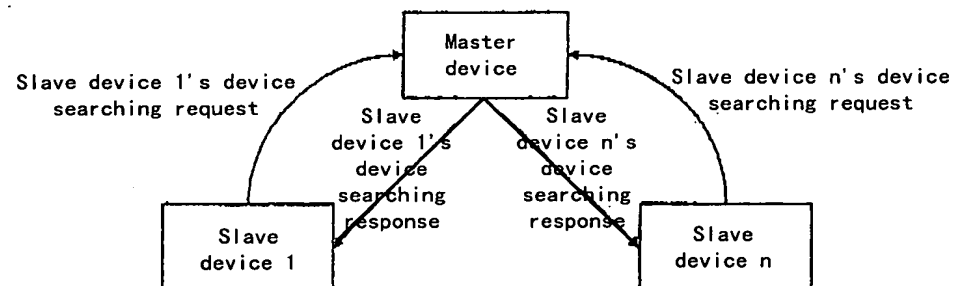 Master
device
Slave device 1's device
searching request
Slave device n's device
searching request
Slave
device 1's
device
searching
response
Slave
device n's
device
searching
response
Slave
device 1
Slave
device n